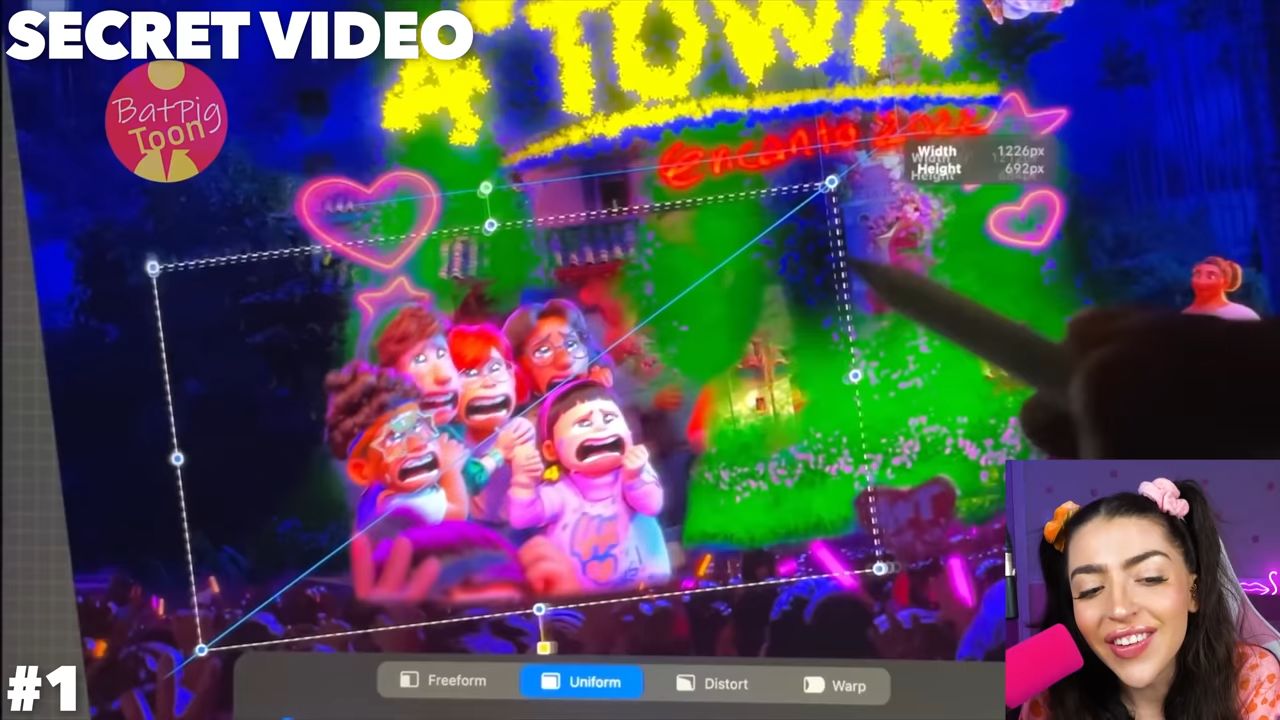 SECRET VIDEO
A TOWN
BatPig
Toon
@encanto 2022
Width 1226px
Height 692px
#1
Freeform
Uniform
Distort
Warp